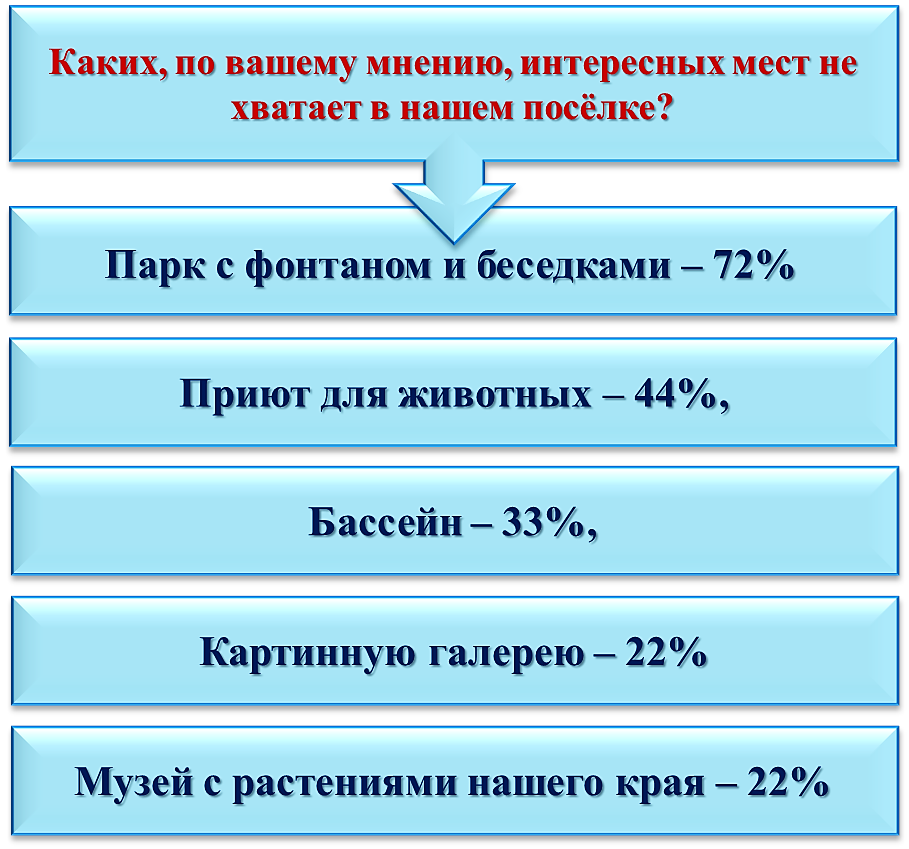 Каких, по вашему мнению, интересных мест не
хватает в нашем посёлке?
Парк с фонтаном и беседками – 72%
Приют для животных – 44%,
Бассейн – 33%,
Картинную галерею – 22%
Музей с растениями нашего края – 22%